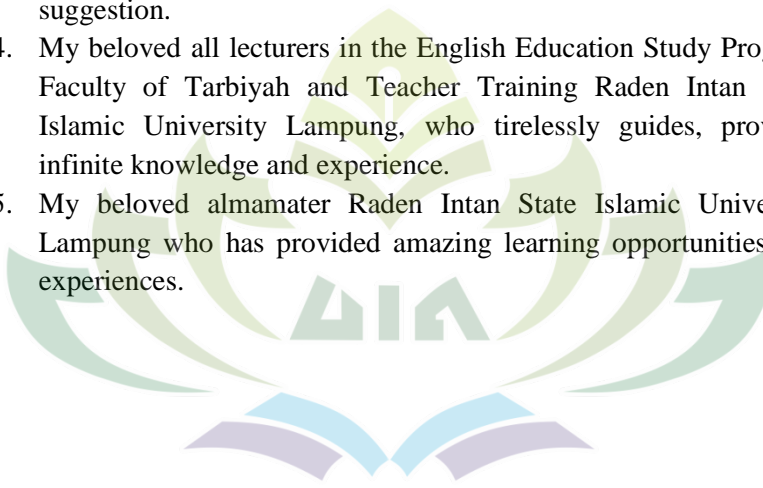 suggestion.
4. My beloved all lecturers in the English Education Study Prog
Faculty of Tarbiyah and Teacher Training Raden Intan
Islamic University Lampung, who tirelessly guides, prov
infinite knowledge and experience.
5. My beloved almamater Raden Intan State Islamic Unive
Lampung who has provided amazing learning opportunities
experiences.
UIN